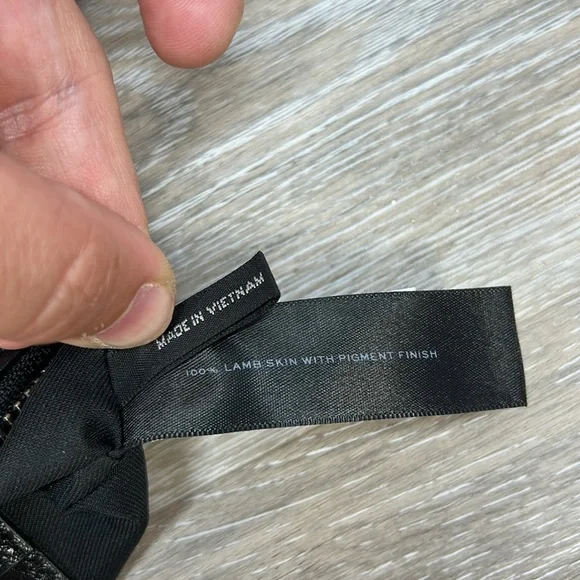 MADE IN VIETNAM
100% LAMB SKIN WITH PIGMENT FINISH